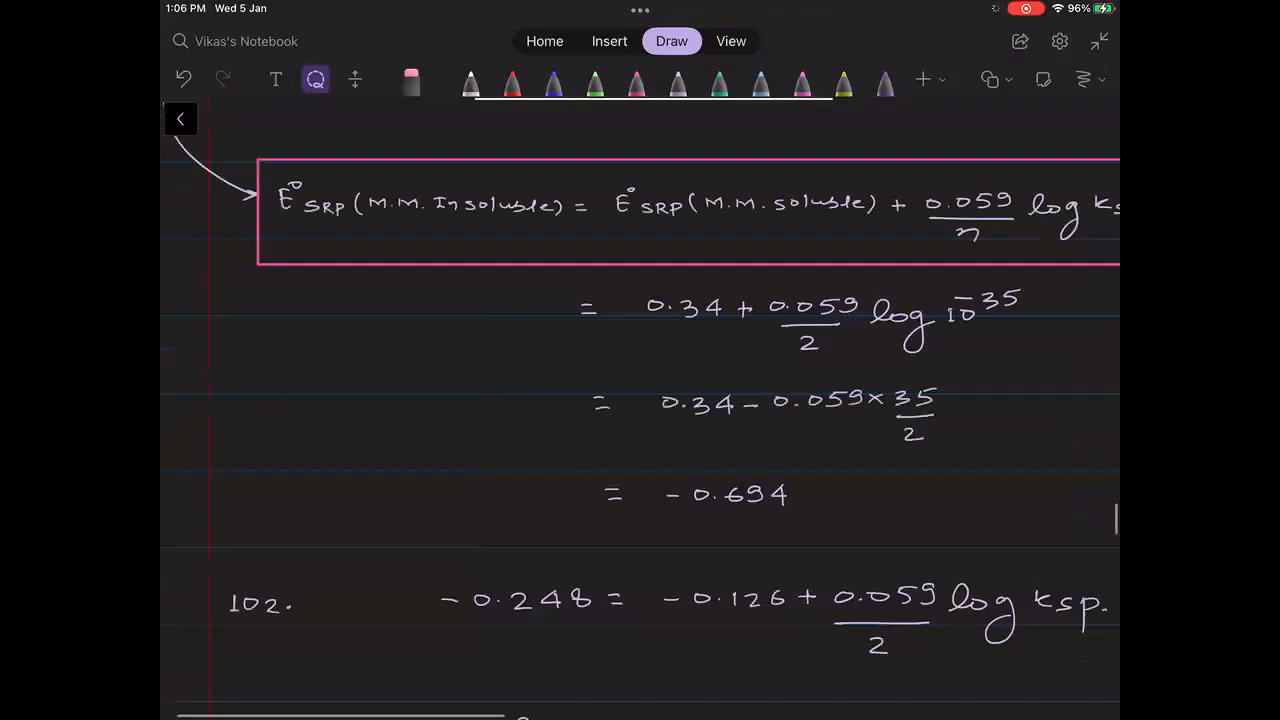 1:06 PM Wed 5 Jan
96%
Vikas's Notebook
Home Insert Draw View
E° SRP (M.M. Insoluble) = E° SRP (M.M. soluble) + 0.059/n log ks
= 0.34 + 0.059/2 log 10^-35
= 0.34 - 0.059 × 35/2
= - 0.694
102. - 0.248 = - 0.126 + 0.059/2 log ksp.